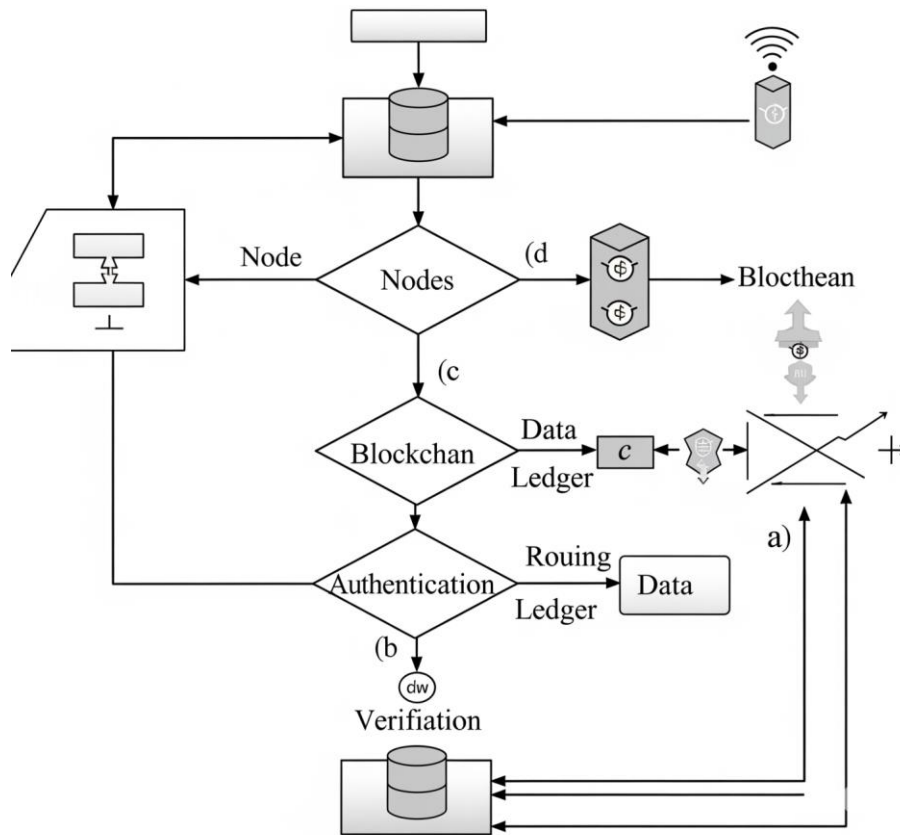 Node
Nodes
(d
Blocthean
(c
Blockchan
Data
Ledger
c
a)
Authentication
Rouing
Ledger
Data
(b
dw
Verifiation